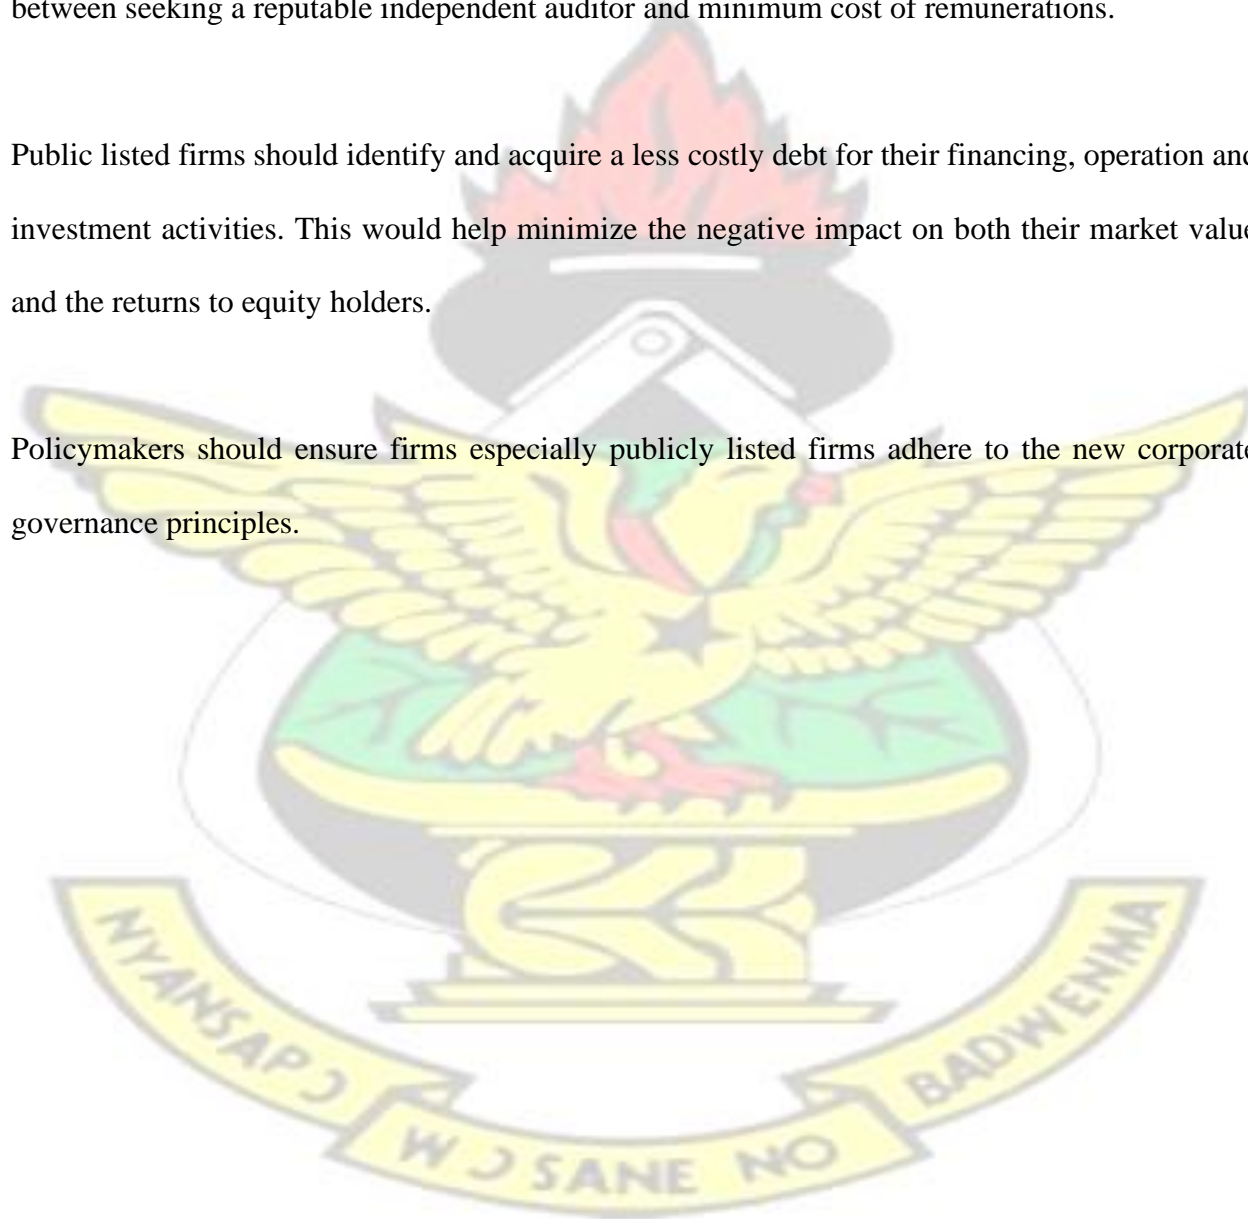 between seeking a reputable independent auditor and minimum cost of remunerations.
Public listed firms should identify and acquire a less costly debt for their financing, operation and
investment activities. This would help minimize the negative impact on both their market value
and the returns to equity holders.
Policymakers should ensure firms especially publicly listed firms adhere to the new corporate
governance principles.
NYANSAPƆ
WƆSANE NO
BADWENMA